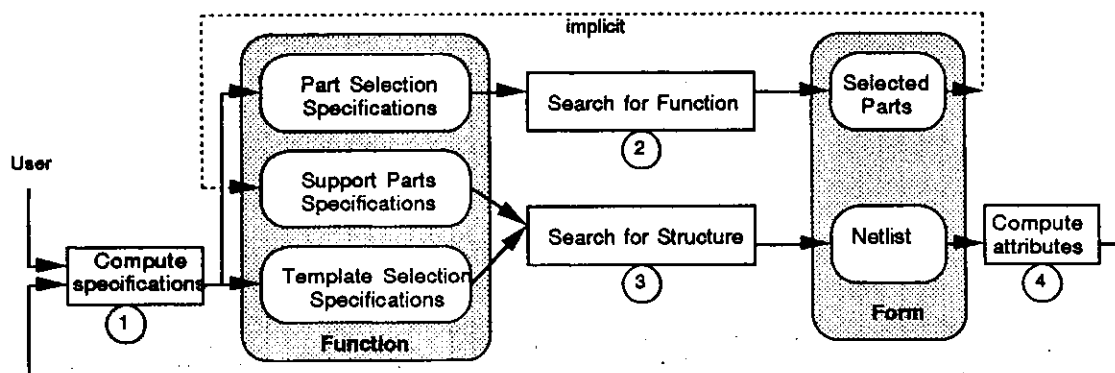 implicit
Part Selection
Specifications
Search for Function
2
Selected
Parts
User
Support Parts
Specifications
Compute
specifications
1
Template Selection
Specifications
Search for Structure
3
Netlist
Compute
attributes
4
Function
Form